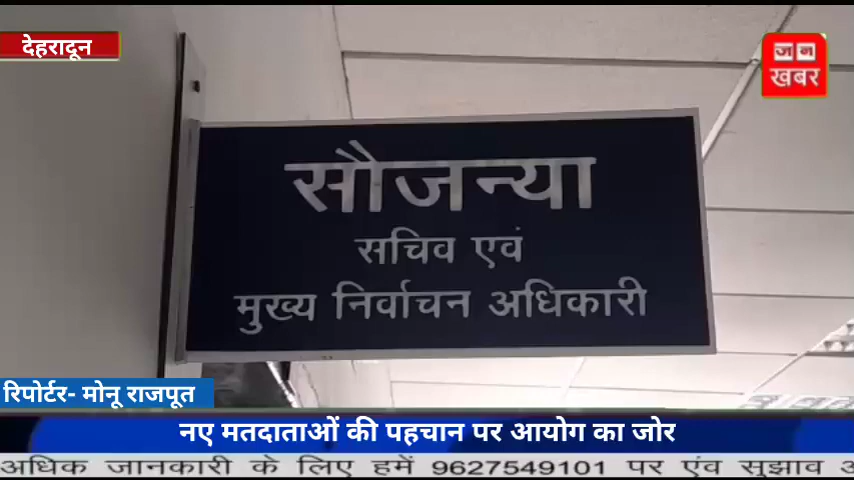 देहरादून
जन
खबर
सौजन्या
सचिव एवं
मुख्य निर्वाचन अधिकारी
रिपोर्टर- मोनू राजपूत
नए मतदाताओं की पहचान पर आयोग का जोर
अधिक जानकारी के लिए हमें 9627549101 पर एंव सुझाव